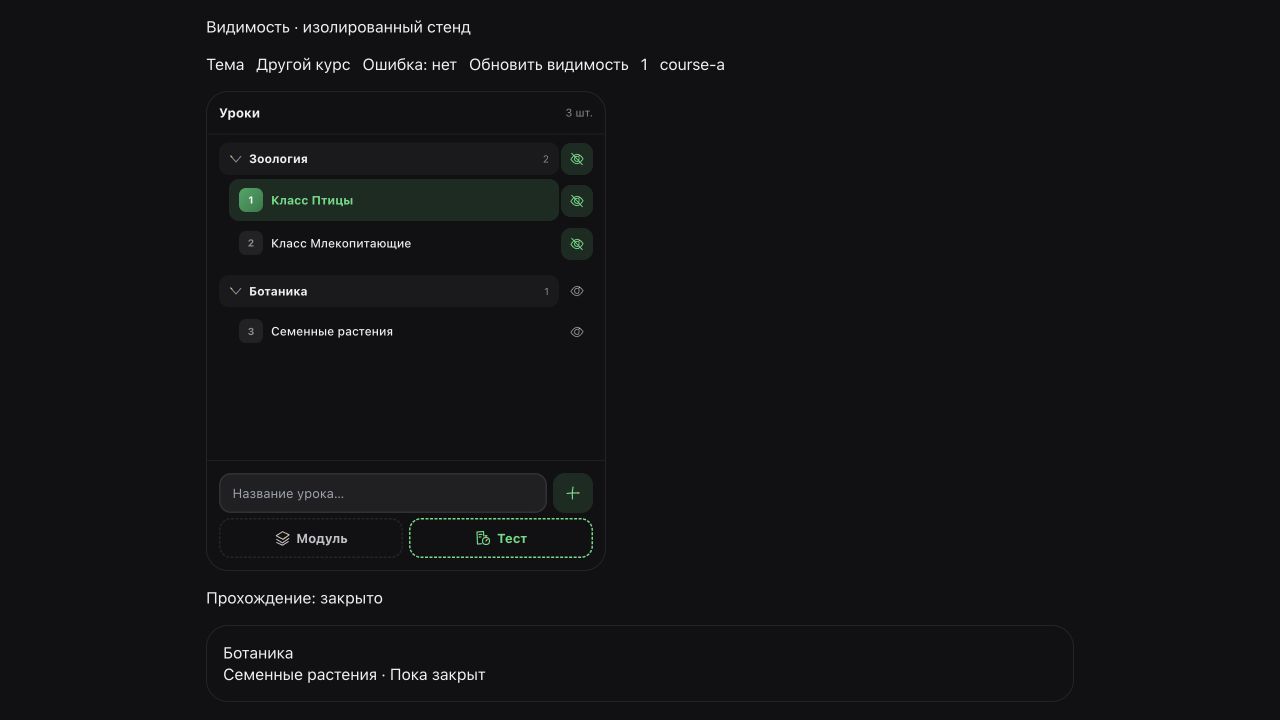 Видимость · изолированный стенд
Тема Другой курс Ошибка: нет Обновить видимость 1 course-a
Уроки 3 шт.
Зоология 2
1 Класс Птицы
2 Класс Млекопитающие
Ботаника 1
3 Семенные растения
Название урока...
Модуль Тест
Прохождение: закрыто
Ботаника
Семенные растения · Пока закрыт